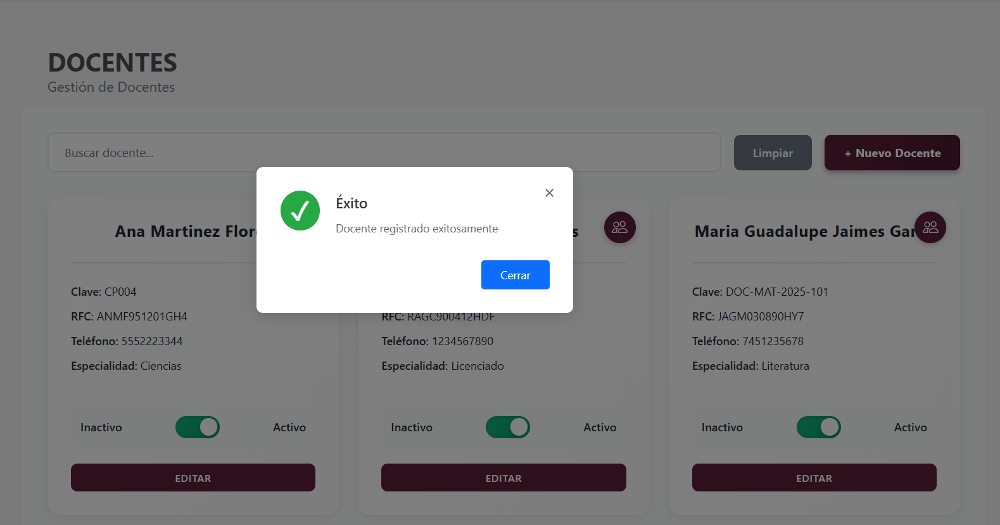 DOCENTES
Gestión de Docentes
Buscar docente...
Limpiar
+ Nuevo Docente
Éxito
Docente registrado exitosamente
Cerrar
Ana Martinez
Clave: CP004
RFC: ANMF951201GH4
Teléfono: 5552223344
Especialidad: Ciencias
Inactivo
Activo
EDITAR
RFC: RAGC900412HDF
Teléfono: 1234567890
Especialidad: Licenciado
Inactivo
Activo
EDITAR
Maria Guadalupe Jaimes
Clave: DOC-MAT-2025-101
RFC: JAGM030890HY7
Teléfono: 7451235678
Especialidad: Literatura
Inactivo
Activo
EDITAR